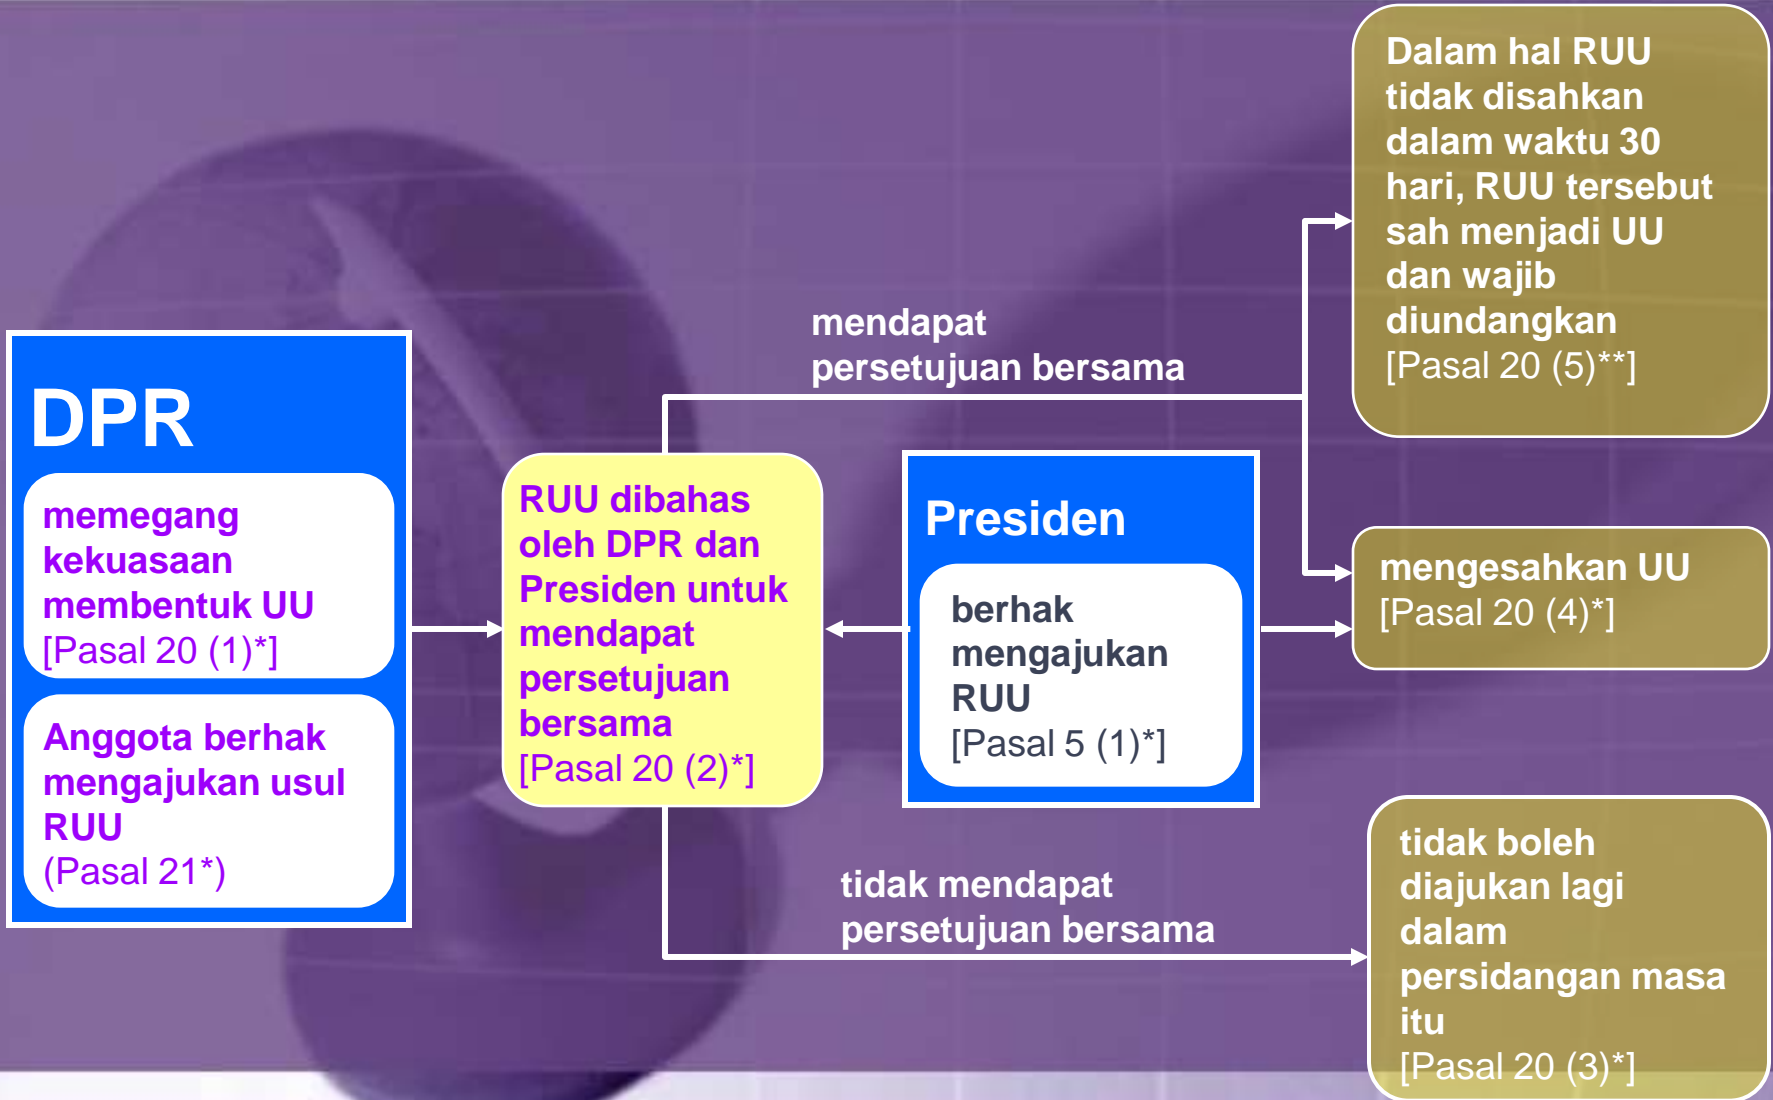 DPR
memegang
kekuasaan
membentuk UU
[Pasal 20 (1)*]
Anggota berhak
mengajukan usul
RUU
(Pasal 21*)
RUU dibahas
oleh DPR dan
Presiden untuk
mendapat
persetujuan
bersama
[Pasal 20 (2)*]
mendapat
persetujuan bersama
Presiden
berhak
mengajukan
RUU
[Pasal 5 (1)*]
tidak mendapat
persetujuan bersama
Dalam hal RUU
tidak disahkan
dalam waktu 30
hari, RUU tersebut
sah menjadi UU
dan wajib
diundangkan
[Pasal 20 (5)**]
mengesahkan UU
[Pasal 20 (4)*]
tidak boleh
diajukan lagi
dalam
persidangan masa
itu
[Pasal 20 (3)*]